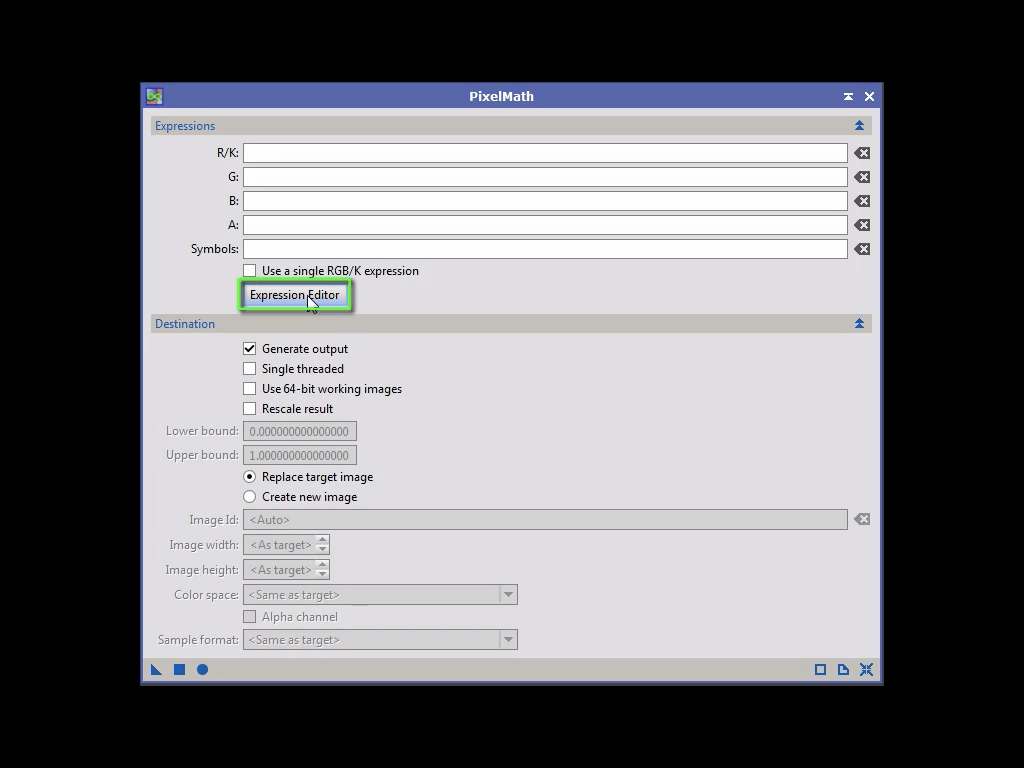 PixelMath
Expressions
R/K:
G:
B:
A:
Symbols:
Use a single RGB/K expression
Expression Editor
Destination
Generate output
Single threaded
Use 64-bit working images
Rescale result
Lower bound: 0.000000000000000
Upper bound: 1.000000000000000
Replace target image
Create new image
Image Id: <Auto>
Image width: <As target>
Image height: <As target>
Color space: <Same as target>
Alpha channel
Sample format: <Same as target>